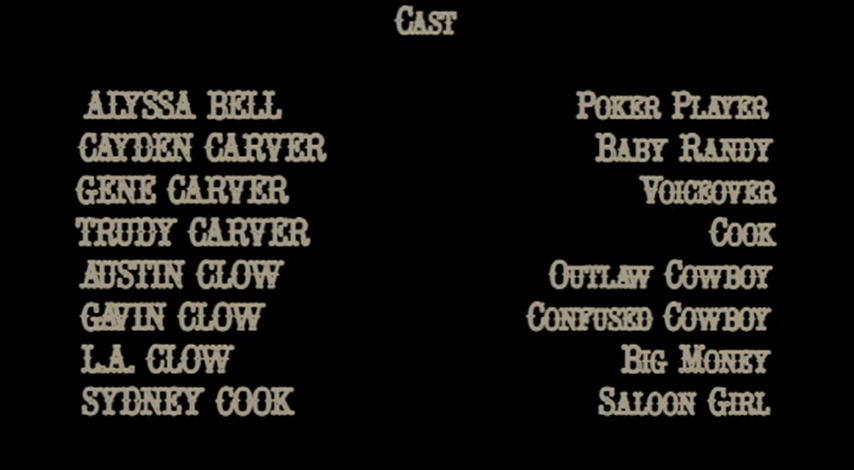 Cast
ALYSSA BELL Poker Player
CAYDEN CARVER Baby Randy
GENE CARVER Voiceover
TRUDY CARVER Cook
AUSTIN CLOW Outlaw Cowboy
GAVIN CLOW Confused Cowboy
L.A. CLOW Big Money
SYDNEY COOK Saloon Girl